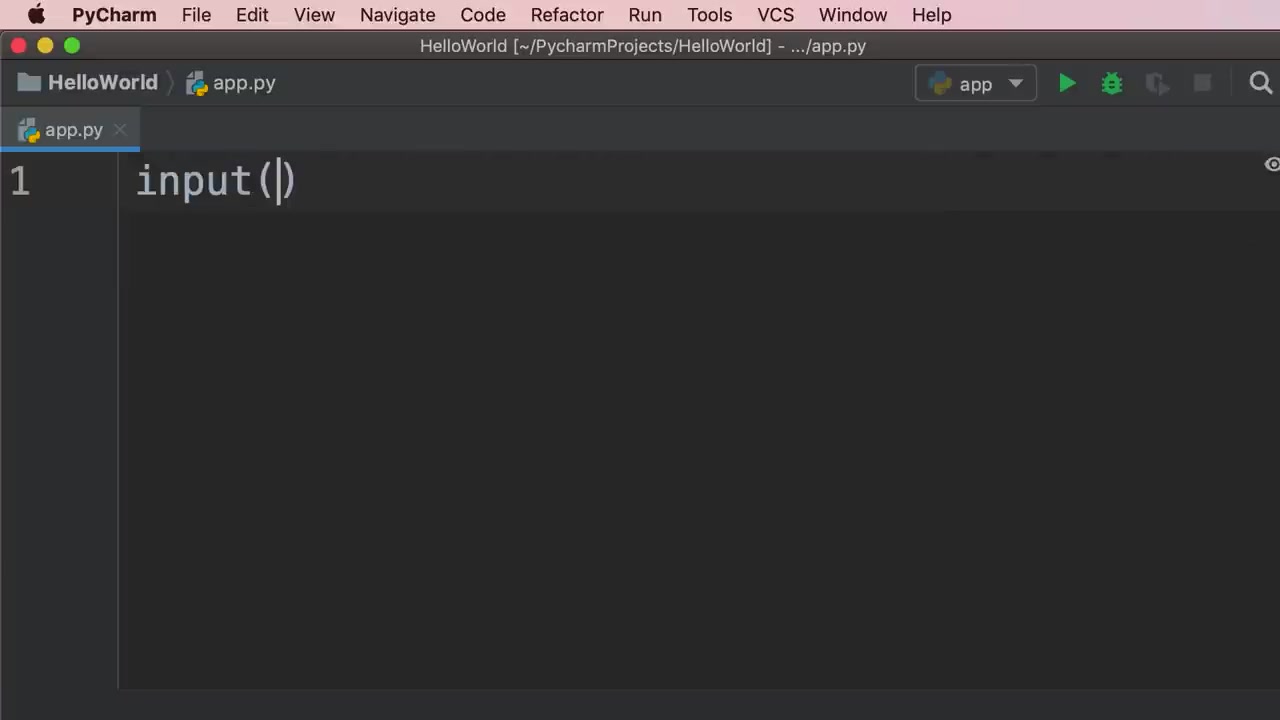 PyCharm File Edit View Navigate Code Refactor Run Tools VCS Window Help
HelloWorld [~/PycharmProjects/HelloWorld] - .../app.py
HelloWorld app.py app
app.py
1 input()